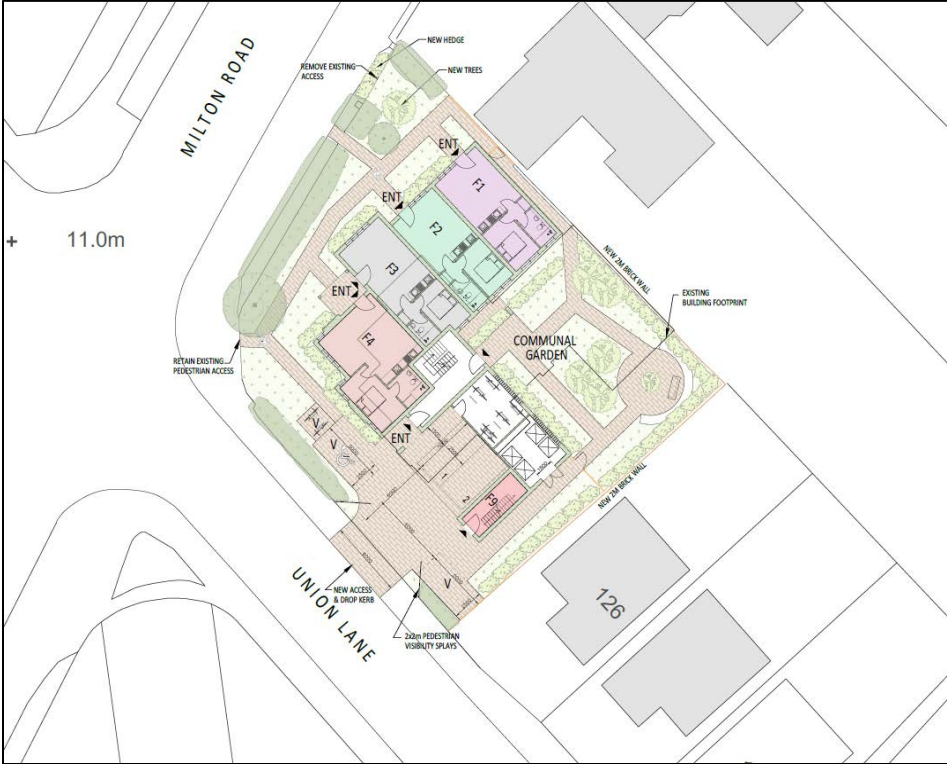 MILTON ROAD
NEW HEDGE
REMOVE EXISTING
ACCESS
NEW TREES
ENT
F1
ENT
F2
11.0m
F3
ENT
F4
NEW 2M BRICK WALL
EXISTING
BUILDING FOOTPRINT
COMMUNAL
GARDEN
RETAIN EXISTING
PEDESTRIAN ACCESS
V
V
ENT
1
2
F9
NEW 2M BRICK WALL
V
NEW ACCESS
& DROP KERB
UNION LANE
2x2m PEDESTRIAN
VISIBILITY SPLAYS
126